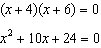 (x + 4)(x + 6) = 0
x² + 10x + 24 = 0